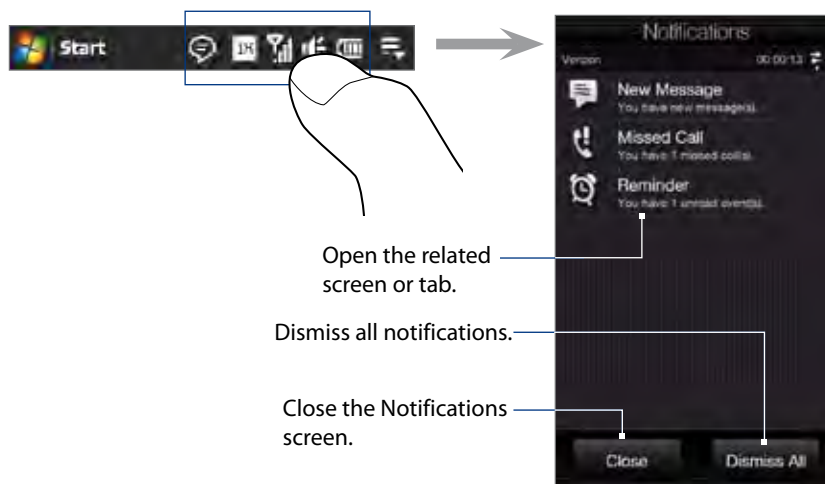 Start
1X
Notifications
Verizon
00:00:13
New Message
You have new message(s).
Missed Call
You have 1 missed call(s).
Reminder
You have 1 unread event(s).
Open the related
screen or tab.
Dismiss all notifications.
Close the Notifications
screen.
Close
Dismiss All